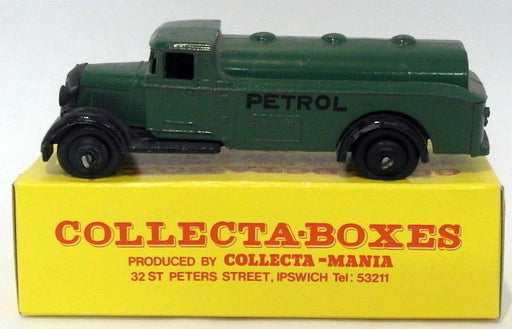 PETROL
COLLECTA-BOXES
PRODUCED BY COLLECTA-MANIA
32 ST PETERS STREET, IPSWICH Tel: 53211